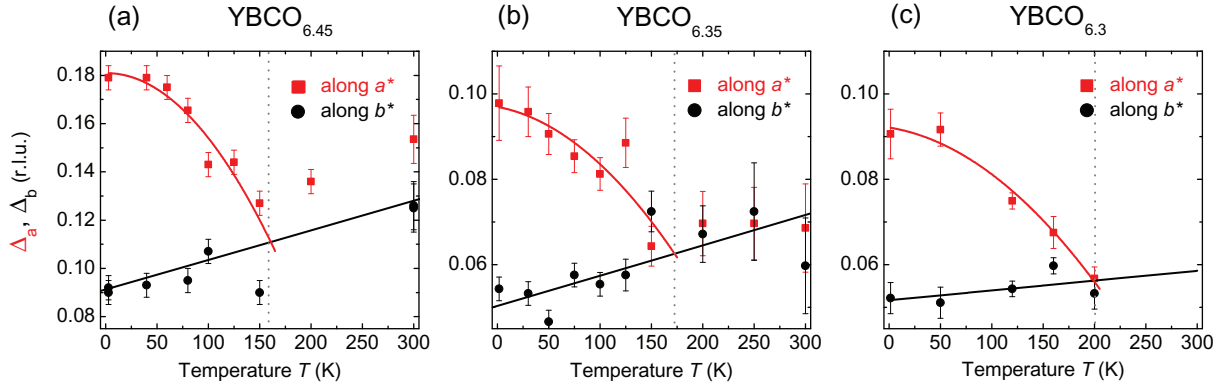 (a) YBCO6.45
along a*
along b*
Δa, Δb (r.l.u.)
0.18
0.16
0.14
0.12
0.10
0.08
0 50 100 150 200 250 300
Temperature T (K)
(b) YBCO6.35
along a*
along b*
0.10
0.08
0.06
0 50 100 150 200 250 300
Temperature T (K)
(c) YBCO6.3
along a*
along b*
0.10
0.08
0.06
0 50 100 150 200 250 300
Temperature T (K)